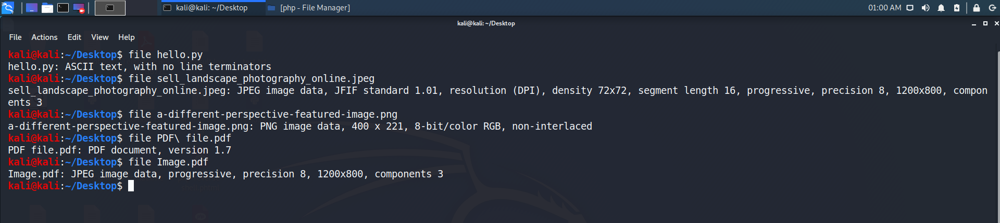 kali@kali: ~/Desktop
[php - File Manager]
01:00 AM
kali@kali: ~/Desktop
File Actions Edit View Help
kali@kali:~/Desktop$ file hello.py
hello.py: ASCII text, with no line terminators
kali@kali:~/Desktop$ file sell_landscape_photography_online.jpeg
sell_landscape_photography_online.jpeg: JPEG image data, JFIF standard 1.01, resolution (DPI), density 72x72, segment length 16, progressive, precision 8, 1200x800, compon
ents 3
kali@kali:~/Desktop$ file a-different-perspective-featured-image.png
a-different-perspective-featured-image.png: PNG image data, 400 x 221, 8-bit/color RGB, non-interlaced
kali@kali:~/Desktop$ file PDF\ file.pdf
PDF file.pdf: PDF document, version 1.7
kali@kali:~/Desktop$ file Image.pdf
Image.pdf: JPEG image data, progressive, precision 8, 1200x800, components 3
kali@kali:~/Desktop$